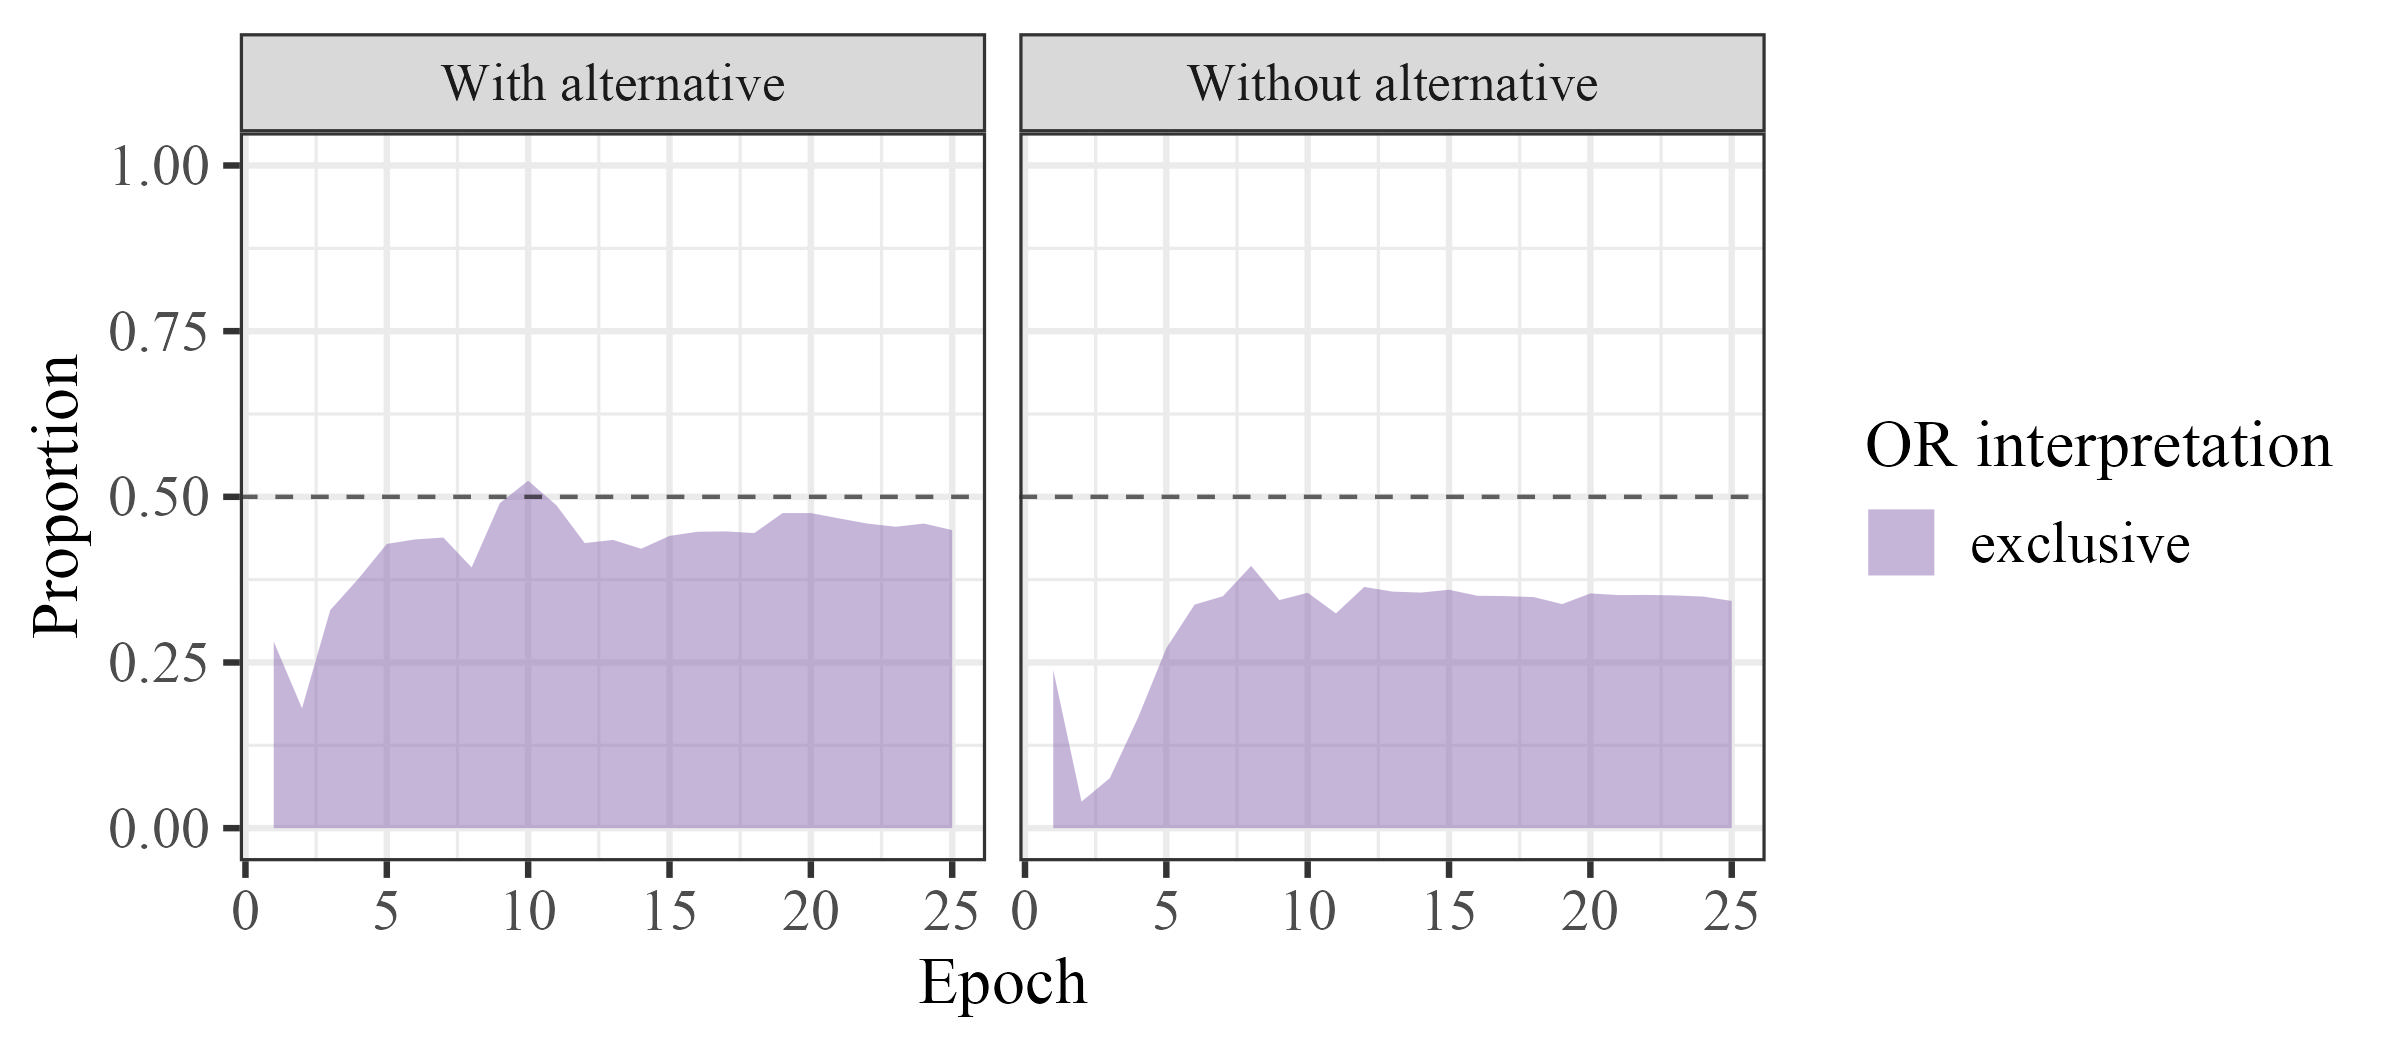 With alternative
Without alternative
1.00
0.75
0.50
0.25
0.00
Proportion
0 5 10 15 20 25
0 5 10 15 20 25
Epoch
OR interpretation
exclusive